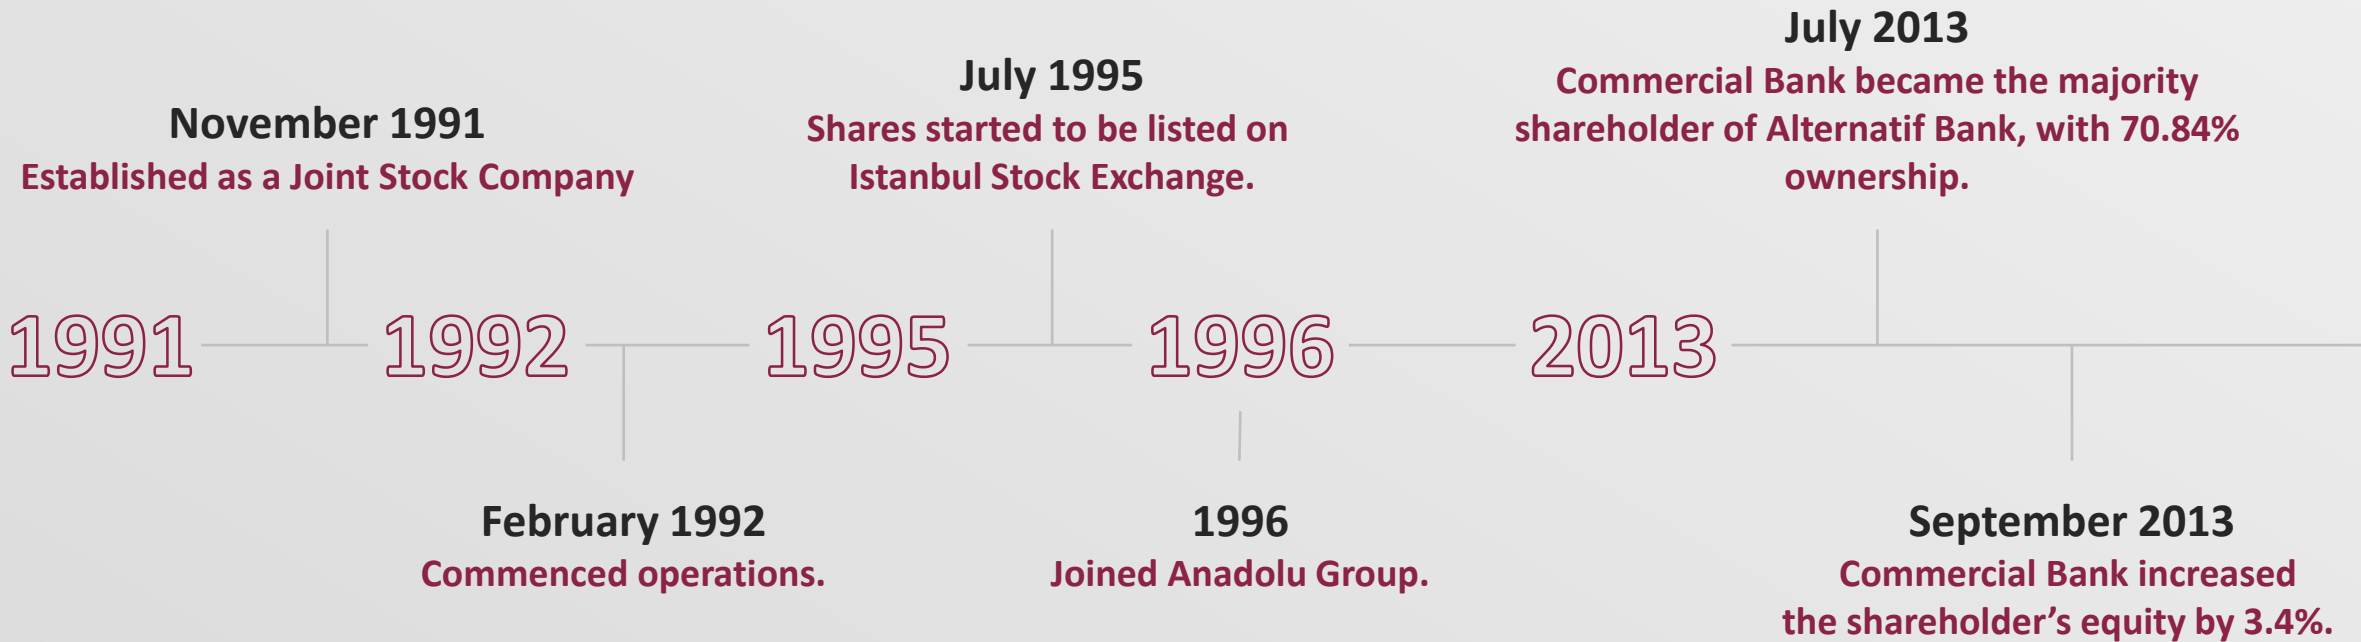 November 1991
Established as a Joint Stock Company
July 1995
Shares started to be listed on
Istanbul Stock Exchange.
July 2013
Commercial Bank became the majority
shareholder of Alternatif Bank, with 70.84%
ownership.
1991
1992
1995
1996
2013
February 1992
Commenced operations.
1996
Joined Anadolu Group.
September 2013
Commercial Bank increased
the shareholder’s equity by 3.4%.